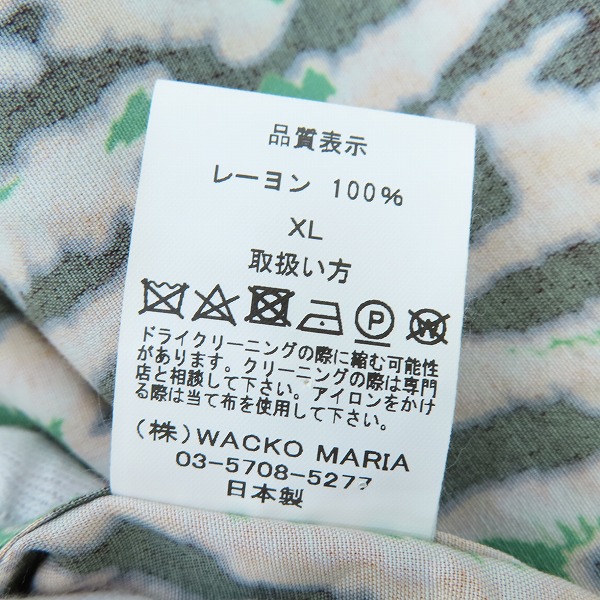 品質表示
レーヨン 100%
XL
取扱い方
P W
ドライクリーニングの際に縮む可能性
があります。クリーニングの際は専門
店と相談して下さい。アイロンをかけ
る際は当て布を使用して下さい。
(株)WACKO MARIA
03-5708-5277
日本製